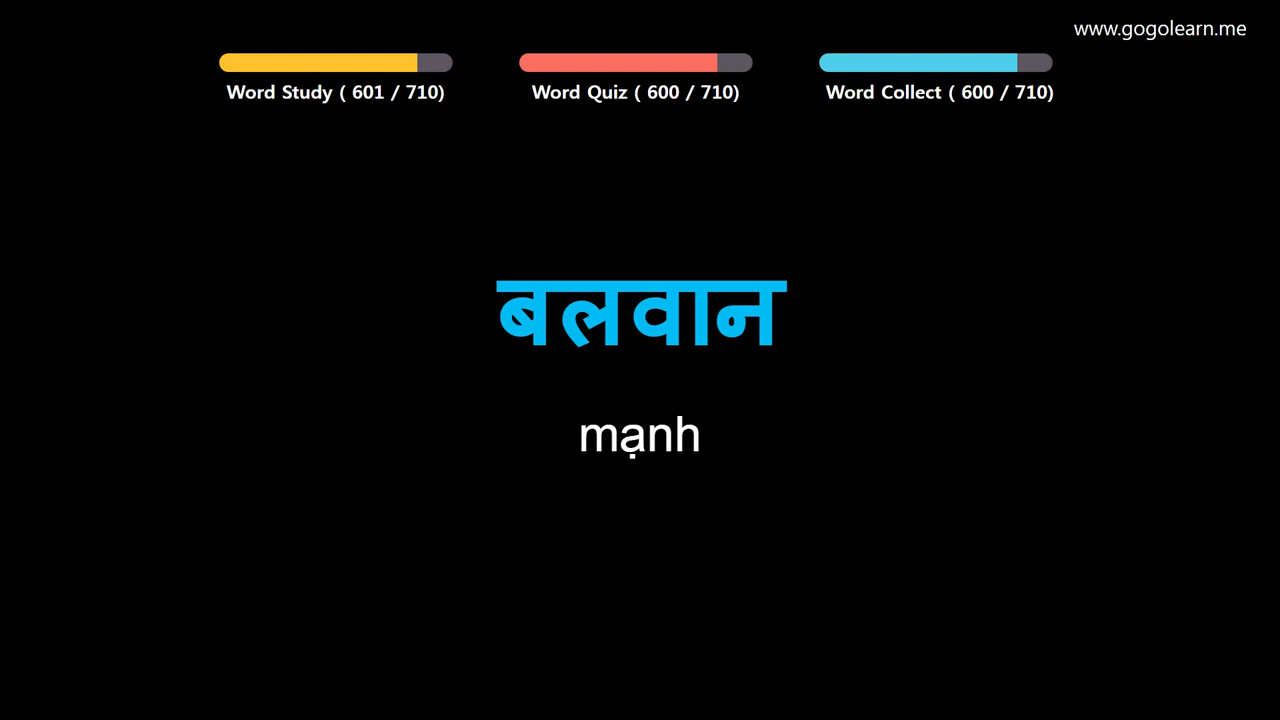 www.gogolearn.me
Word Study ( 601 / 710)
Word Quiz ( 600 / 710)
Word Collect ( 600 / 710)
बलवान
mạnh